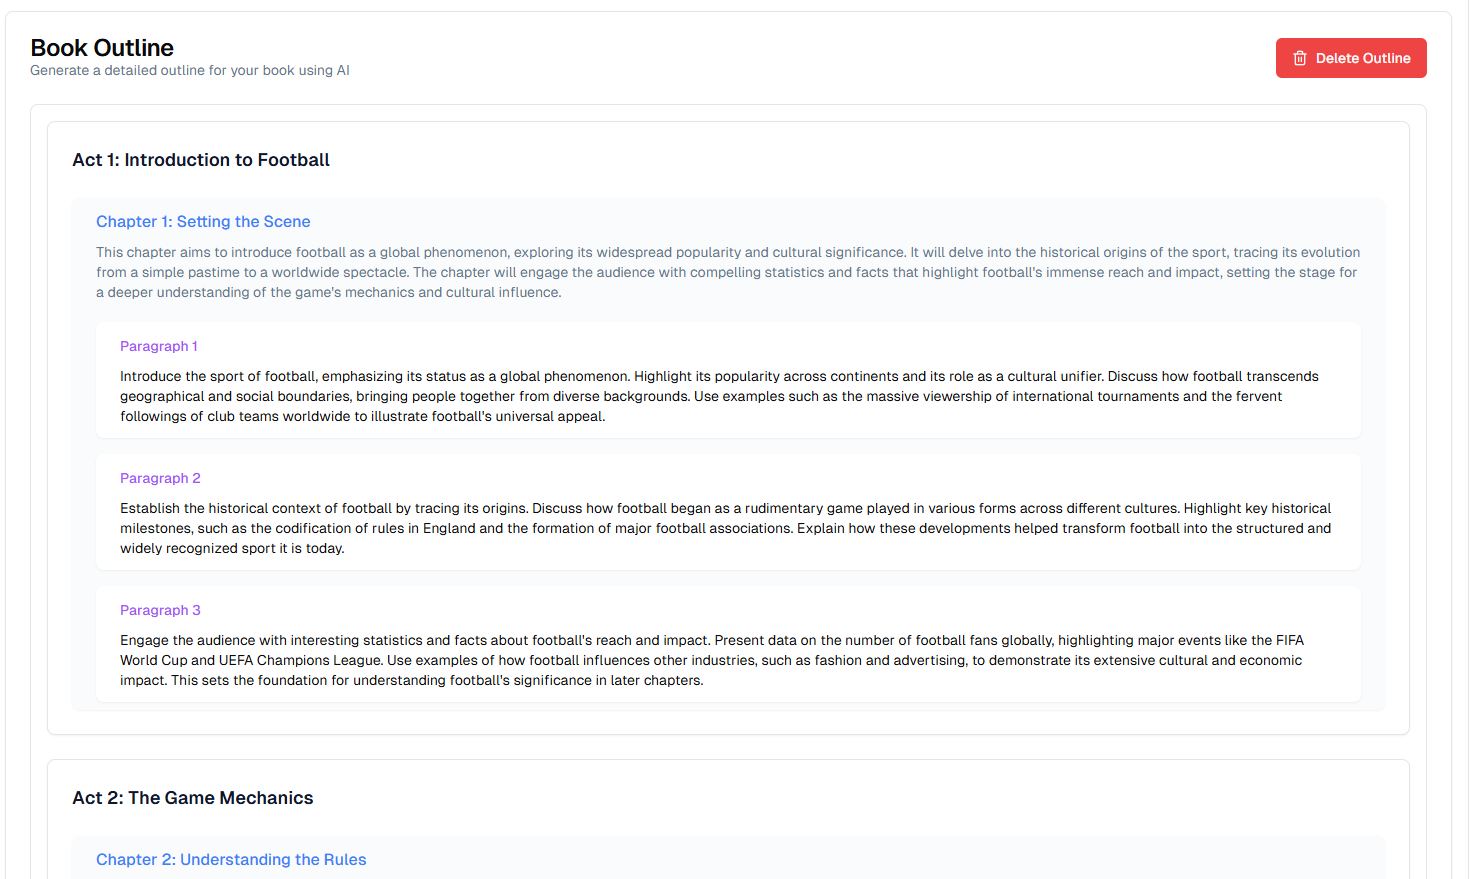 Book Outline
Generate a detailed outline for your book using AI
Delete Outline
Act 1: Introduction to Football
Chapter 1: Setting the Scene
This chapter aims to introduce football as a global phenomenon, exploring its widespread popularity and cultural significance. It will delve into the historical origins of the sport, tracing its evolution
from a simple pastime to a worldwide spectacle. The chapter will engage the audience with compelling statistics and facts that highlight football's immense reach and impact, setting the stage for
a deeper understanding of the game's mechanics and cultural influence.
Paragraph 1
Introduce the sport of football, emphasizing its status as a global phenomenon. Highlight its popularity across continents and its role as a cultural unifier. Discuss how football transcends
geographical and social boundaries, bringing people together from diverse backgrounds. Use examples such as the massive viewership of international tournaments and the fervent
followings of club teams worldwide to illustrate football's universal appeal.
Paragraph 2
Establish the historical context of football by tracing its origins. Discuss how football began as a rudimentary game played in various forms across different cultures. Highlight key historical
milestones, such as the codification of rules in England and the formation of major football associations. Explain how these developments helped transform football into the structured and
widely recognized sport it is today.
Paragraph 3
Engage the audience with interesting statistics and facts about football's reach and impact. Present data on the number of football fans globally, highlighting major events like the FIFA
World Cup and UEFA Champions League. Use examples of how football influences other industries, such as fashion and advertising, to demonstrate its extensive cultural and economic
impact. This sets the foundation for understanding football's significance in later chapters.
Act 2: The Game Mechanics
Chapter 2: Understanding the Rules